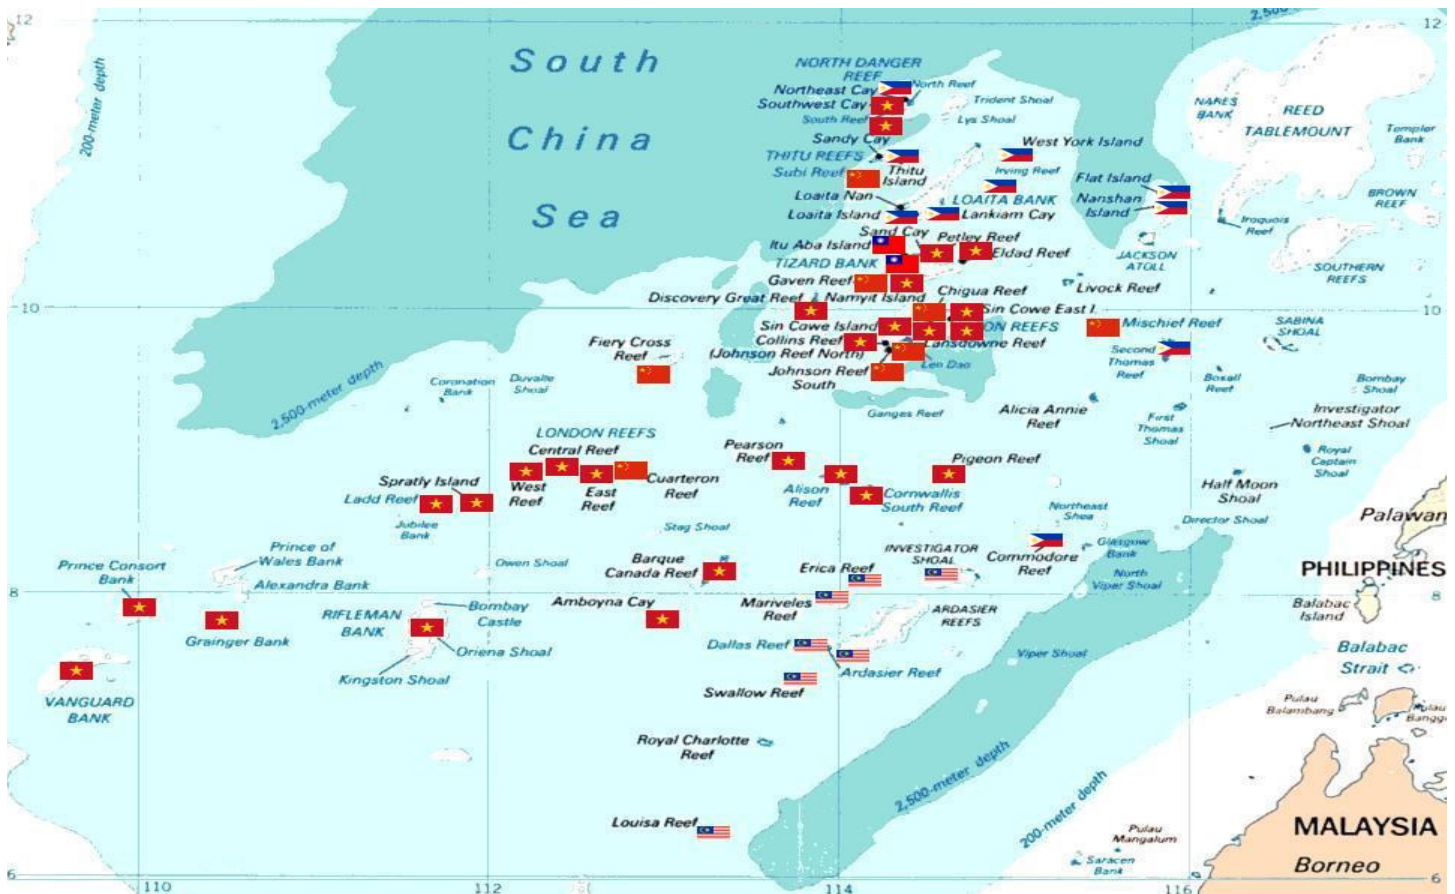 12
12
200-meter depth
South
China
Sea
NORTH DANGER
REEF
Northeast Cay
North Reef
Southwest Cay
South Reef
Trident Shoal
Lys Shoal
NARES
BANK
REED
TABLEMOUNT
Templer
Bank
Sandy Cay
THITU REEFS
Subi Reef
Thitu
Island
West York Island
Irving Reef
Flat Island
Nanshan
Island
BROWN
REEF
Loaita Nan
LOAITA BANK
Loaita Island
Lankiam Cay
Iroquois
Reef
Sand Cay
Petley Reef
Itu Aba Island
Eldad Reef
TIZARD BANK
JACKSON
ATOLL
SOUTHERN
REEFS
Gaven Reef
Chigua Reef
Livock Reef
10
Discovery Great Reef
Namyit Island
Sin Cowe East I.
10
Sin Cowe Island
ON REEFS
Mischief Reef
SABINA
SHOAL
Fiery Cross
Reef
Collins Reef
Lansdowne Reef
(Johnson Reef North)
Len Dao
Second
Thomas
Reef
Johnson Reef
South
2,500-meter depth
Coronation
Bank
Duvalle
Shoal
Boxall
Reef
Bombay
Shoal
Ganges Reef
Alicia Annie
Reef
First
Thomas
Shoal
Investigator
Northeast Shoal
LONDON REEFS
Central Reef
Pearson
Reef
Pigeon Reef
Royal
Captain
Shoal
Spratly Island
West
Reef
East
Reef
Cuarteron
Reef
Ladd Reef
Alison
Reef
Cornwallis
South Reef
Half Moon
Shoal
Jubilee
Bank
Stag Shoal
Northeast
Shea
Director Shoal
Palawan
Prince of
Wales Bank
Owen Shoal
Barque
Canada Reef
Erica Reef
INVESTIGATOR
SHOAL
Commodore
Reef
Glasgow
Bank
Prince Consort
Bank
Alexandra Bank
North
Viper Shoal
PHILIPPINES
8
8
Grainger Bank
RIFLEMAN
BANK
Bombay
Castle
Amboyna Cay
Mariveles
Reef
ARDASIER
REEFS
Balabac
Island
Oriena Shoal
Kingston Shoal
Dallas Reef
Ardasier Reef
Viper Shoal
Balabac
Strait
VANGUARD
BANK
Swallow Reef
Pulau
Balambang
Pulau
Banggi
Royal Charlotte
Reef
2,500-meter depth
200-meter depth
Louisa Reef
Pulau
Mangalum
Saracen
Bank
MALAYSIA
Borneo
6
6
110
112
114
116